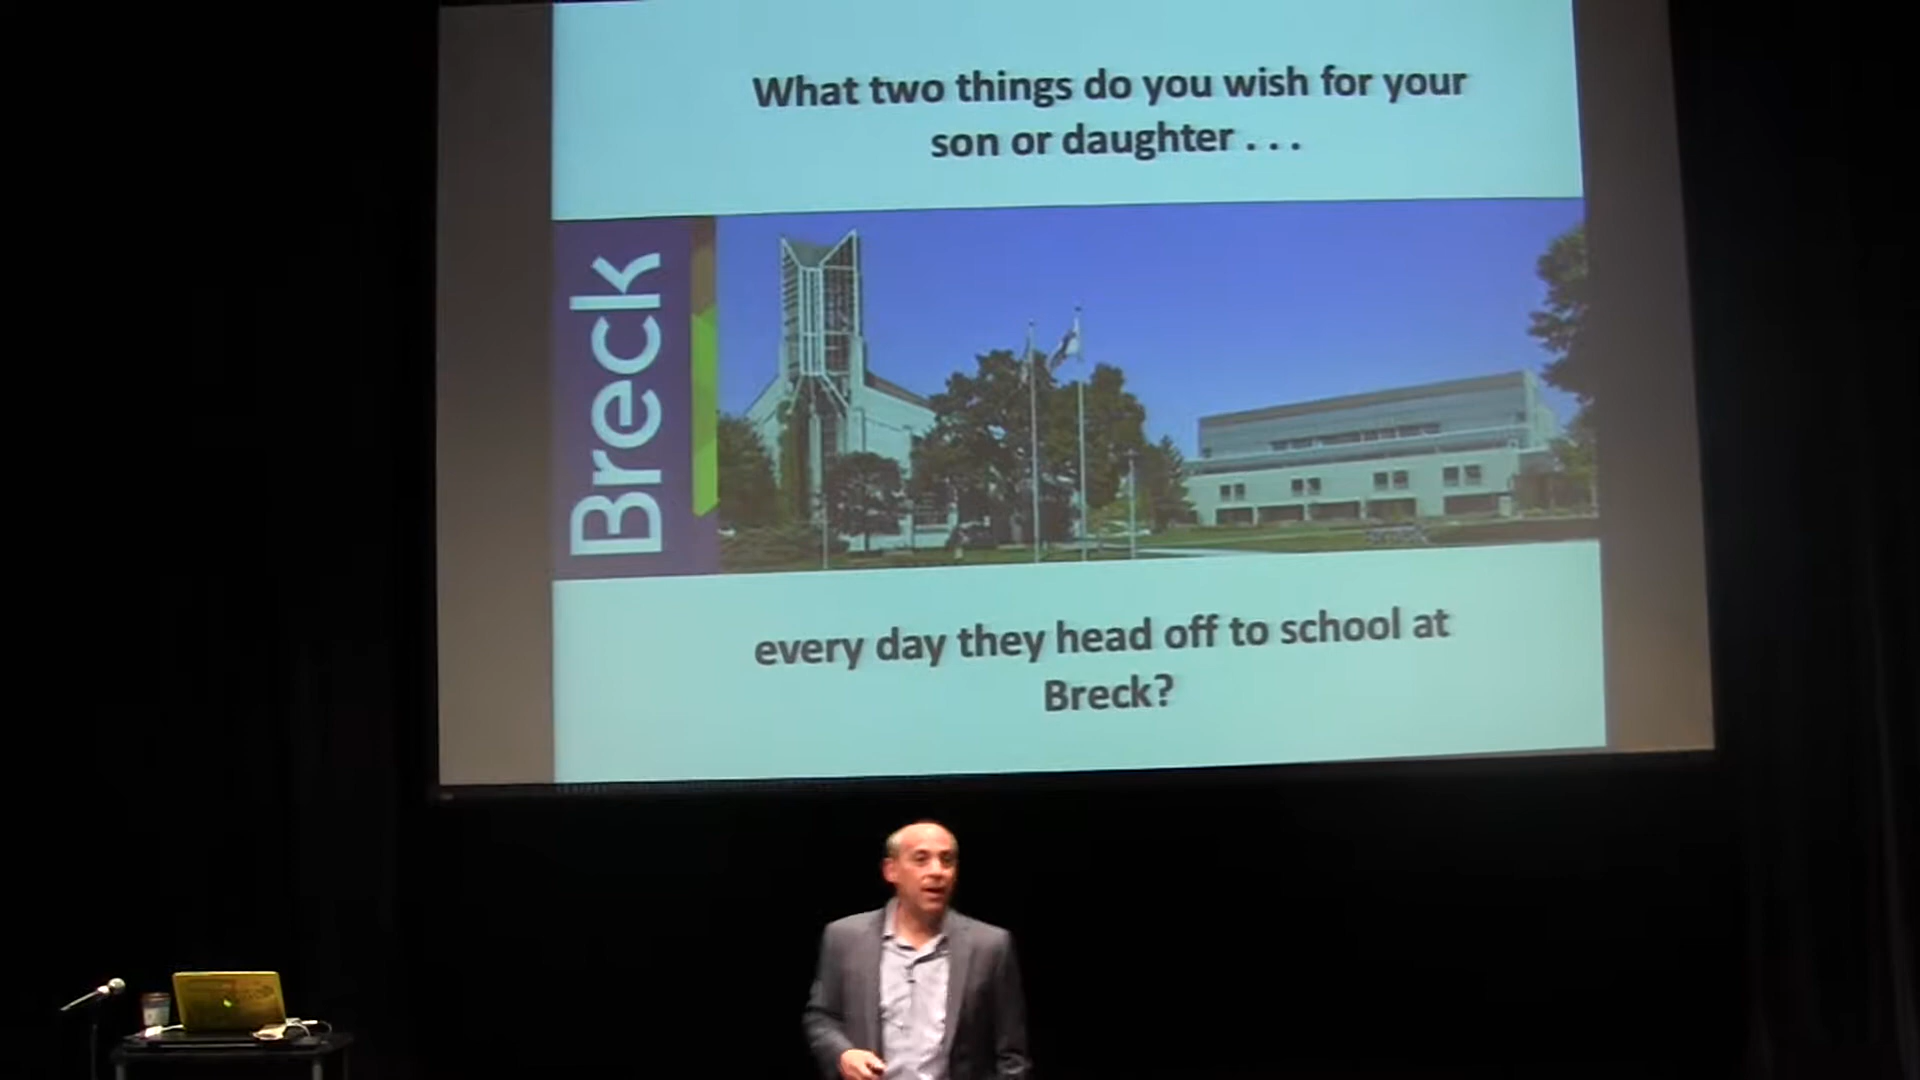 What two things do you wish for your
son or daughter . . .
Breck
every day they head off to school at
Breck?